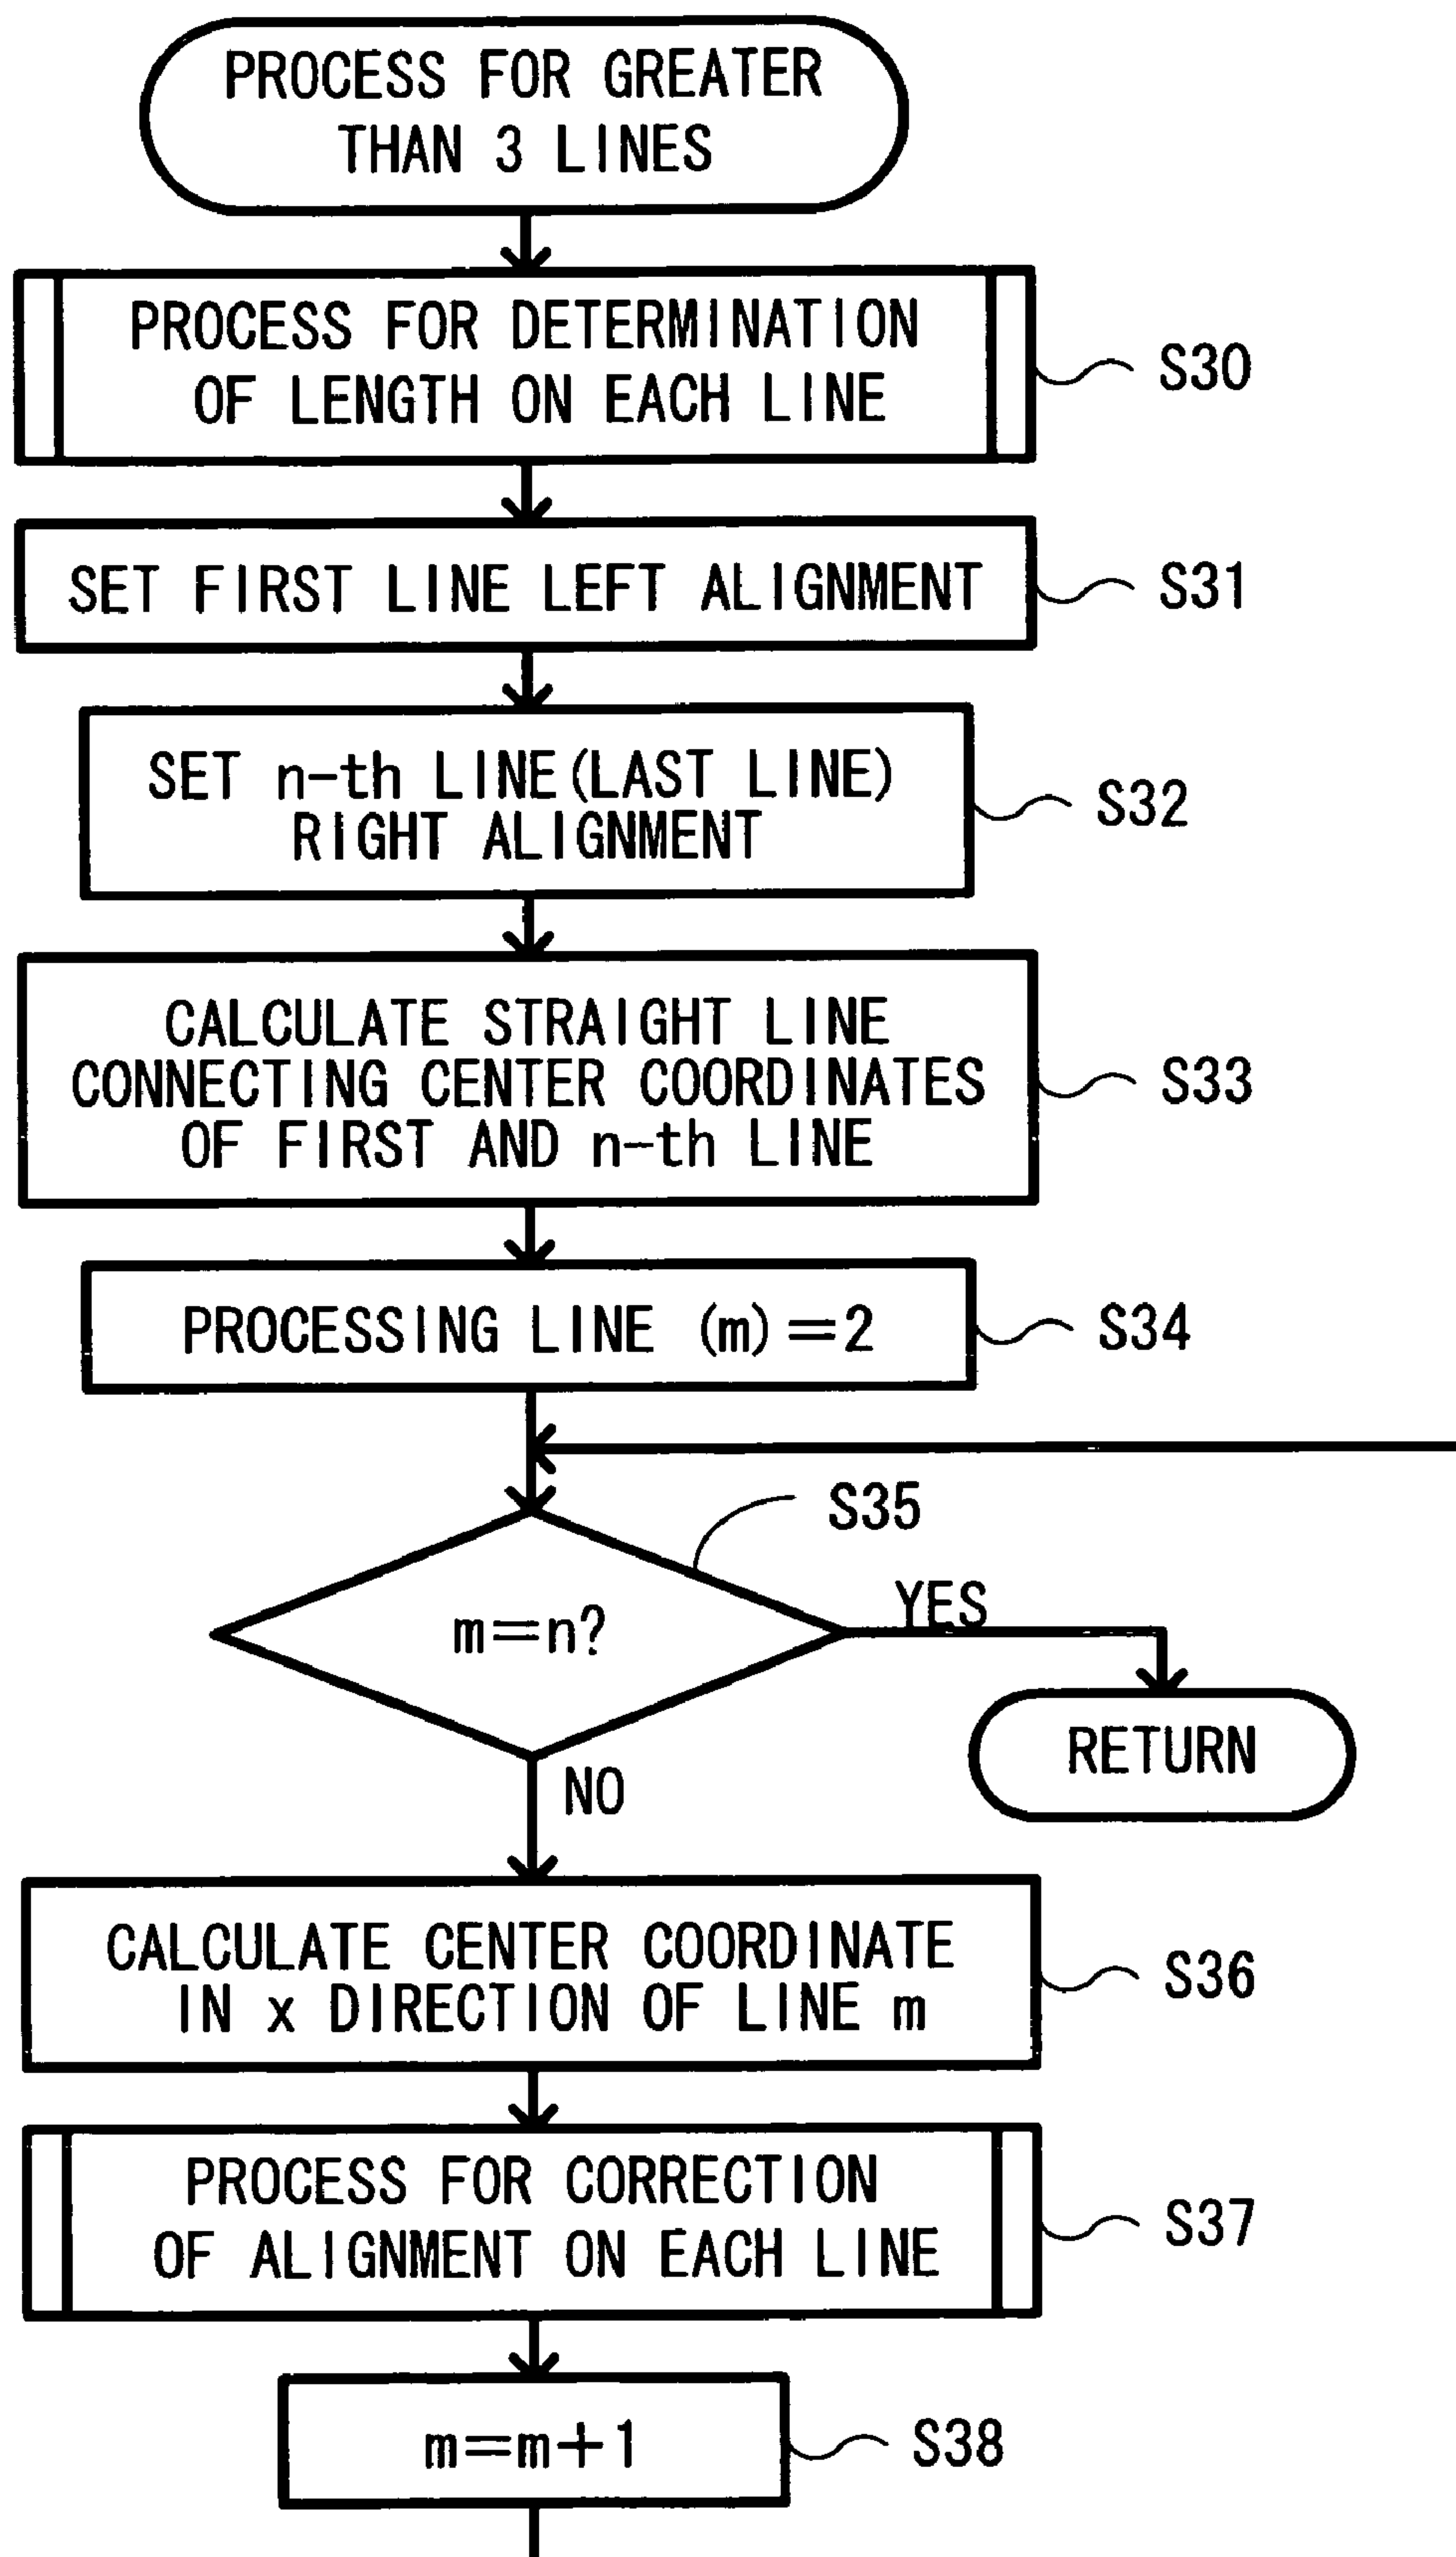 PROCESS FOR GREATER
THAN 3 LINES
PROCESS FOR DETERMINATION
OF LENGTH ON EACH LINE
S30
SET FIRST LINE LEFT ALIGNMENT
S31
SET n-th LINE(LAST LINE)
RIGHT ALIGNMENT
S32
CALCULATE STRAIGHT LINE
CONNECTING CENTER COORDINATES
OF FIRST AND n-th LINE
S33
PROCESSING LINE (m)=2
S34
S35
m=n?
YES
RETURN
NO
CALCULATE CENTER COORDINATE
IN x DIRECTION OF LINE m
S36
PROCESS FOR CORRECTION
OF ALIGNMENT ON EACH LINE
S37
m=m+1
S38